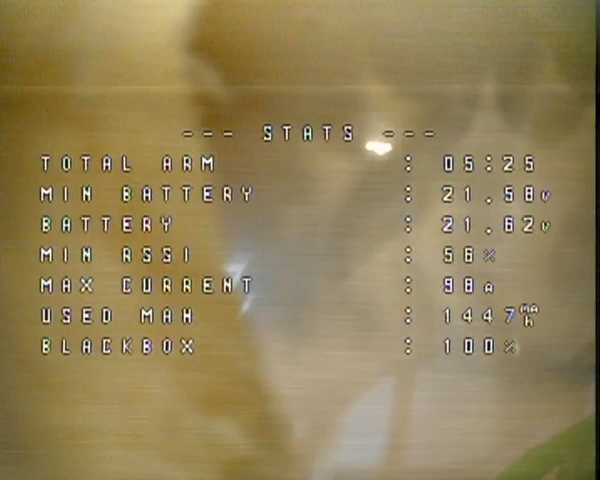 --- STATS ---
TOTAL ARM : 05:25
MIN BATTERY : 21.58V
BATTERY : 21.62V
MIN RSSI : 56%
MAX CURRENT : 98A
USED MAH : 1447MAH
BLACKBOX : 100%